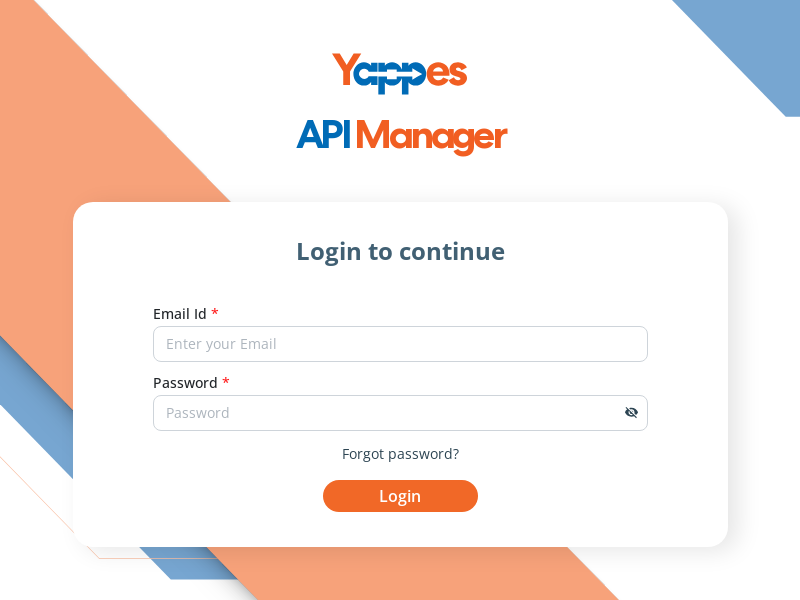 Yappes
API Manager
Login to continue
Email Id *
Enter your Email
Password *
Password
Forgot password?
Login